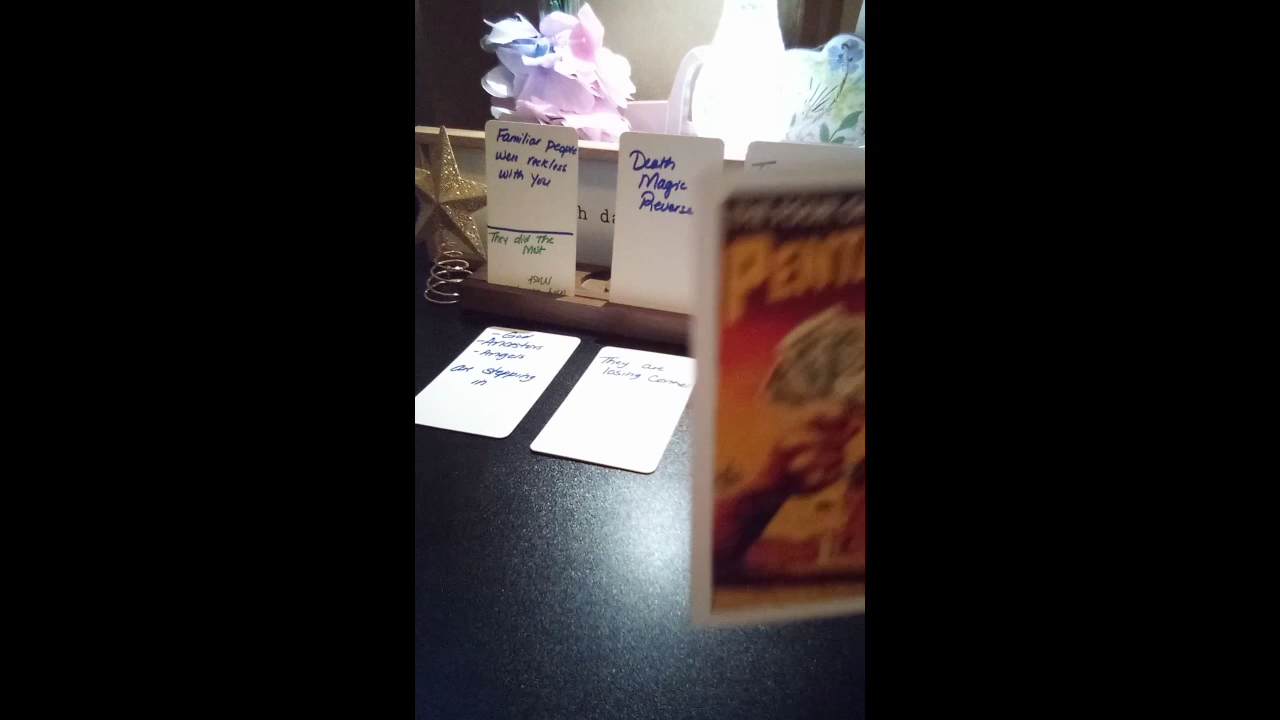 Familiar people
were reckless
with You
They did the
Most
Death
Magic
Reverse
h da
- God
- Ancestors
- Angels
are stepping
in
They are
losing
PENT